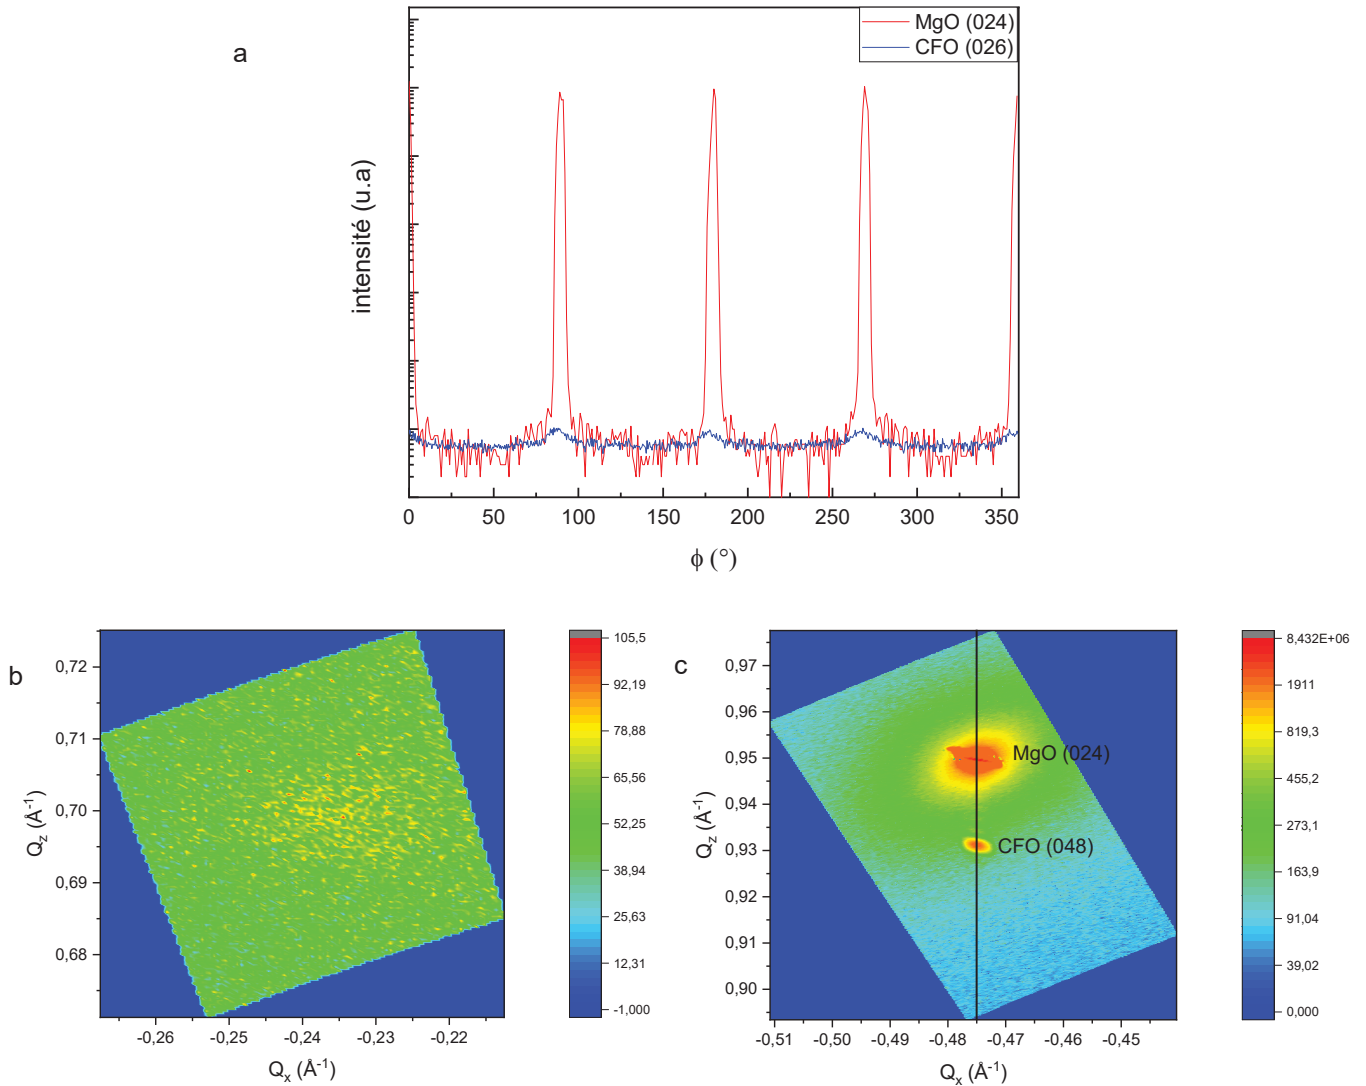 a
MgO (024)
CFO (026)
intensité (u.a)
0 50 100 150 200 250 300 350
ϕ (°)
b
0,72
0,71
0,70
0,69
0,68
Q_z (Å⁻¹)
-0,26 -0,25 -0,24 -0,23 -0,22
Q_x (Å⁻¹)
105,5
92,19
78,88
65,56
52,25
38,94
25,63
12,31
-1,000
c
0,97
0,96
0,95
0,94
0,93
0,92
0,91
0,90
Q_z (Å⁻¹)
MgO (024)
CFO (048)
-0,51 -0,50 -0,49 -0,48 -0,47 -0,46 -0,45
Q_x (Å⁻¹)
8,432E+06
1911
819,3
455,2
273,1
163,9
91,04
39,02
0,000